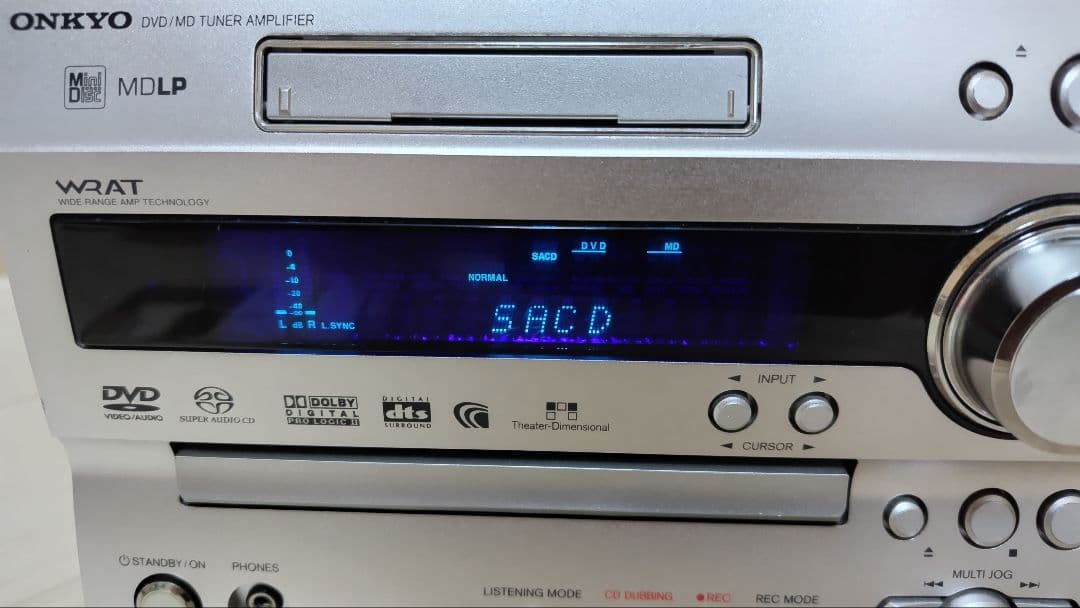 ONKYO DVD/MD TUNER AMPLIFIER
Mini Disc MDLP
WRAT
WIDE RANGE AMP TECHNOLOGY
0
-4
-10
-20
-40
-∞
L dB R L.SYNC
SACD DVD MD
NORMAL
SACD
INPUT
DVD VIDEO/AUDIO
SUPER AUDIO CD
DOLBY DIGITAL PRO LOGIC II
DIGITAL dts SURROUND
Theater-Dimensional
CURSOR
STANDBY/ON
PHONES
MULTI JOG
LISTENING MODE CD DUBBING REC REC MODE